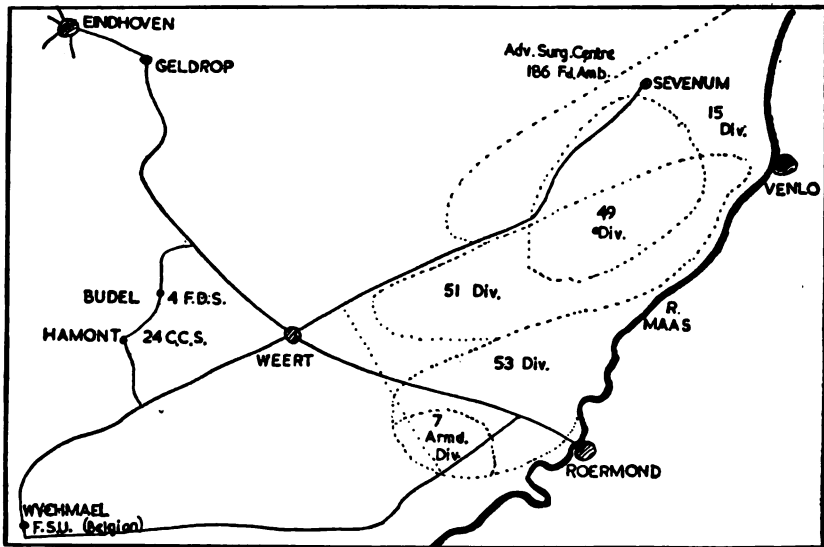 EINDHOVEN
GELDROP
Adv. Surg. Centre
186 Fd. Amb.
SEVENUM
15
Div.
VENLO
49
Div.
51 Div.
R.
MAAS
BUDEL
4 F.D.S.
HAMONT
24 C.C.S.
WEERT
53 Div.
7
Armd.
Div.
ROERMOND
WYCHMAEL
F.S.U. (Belgium)